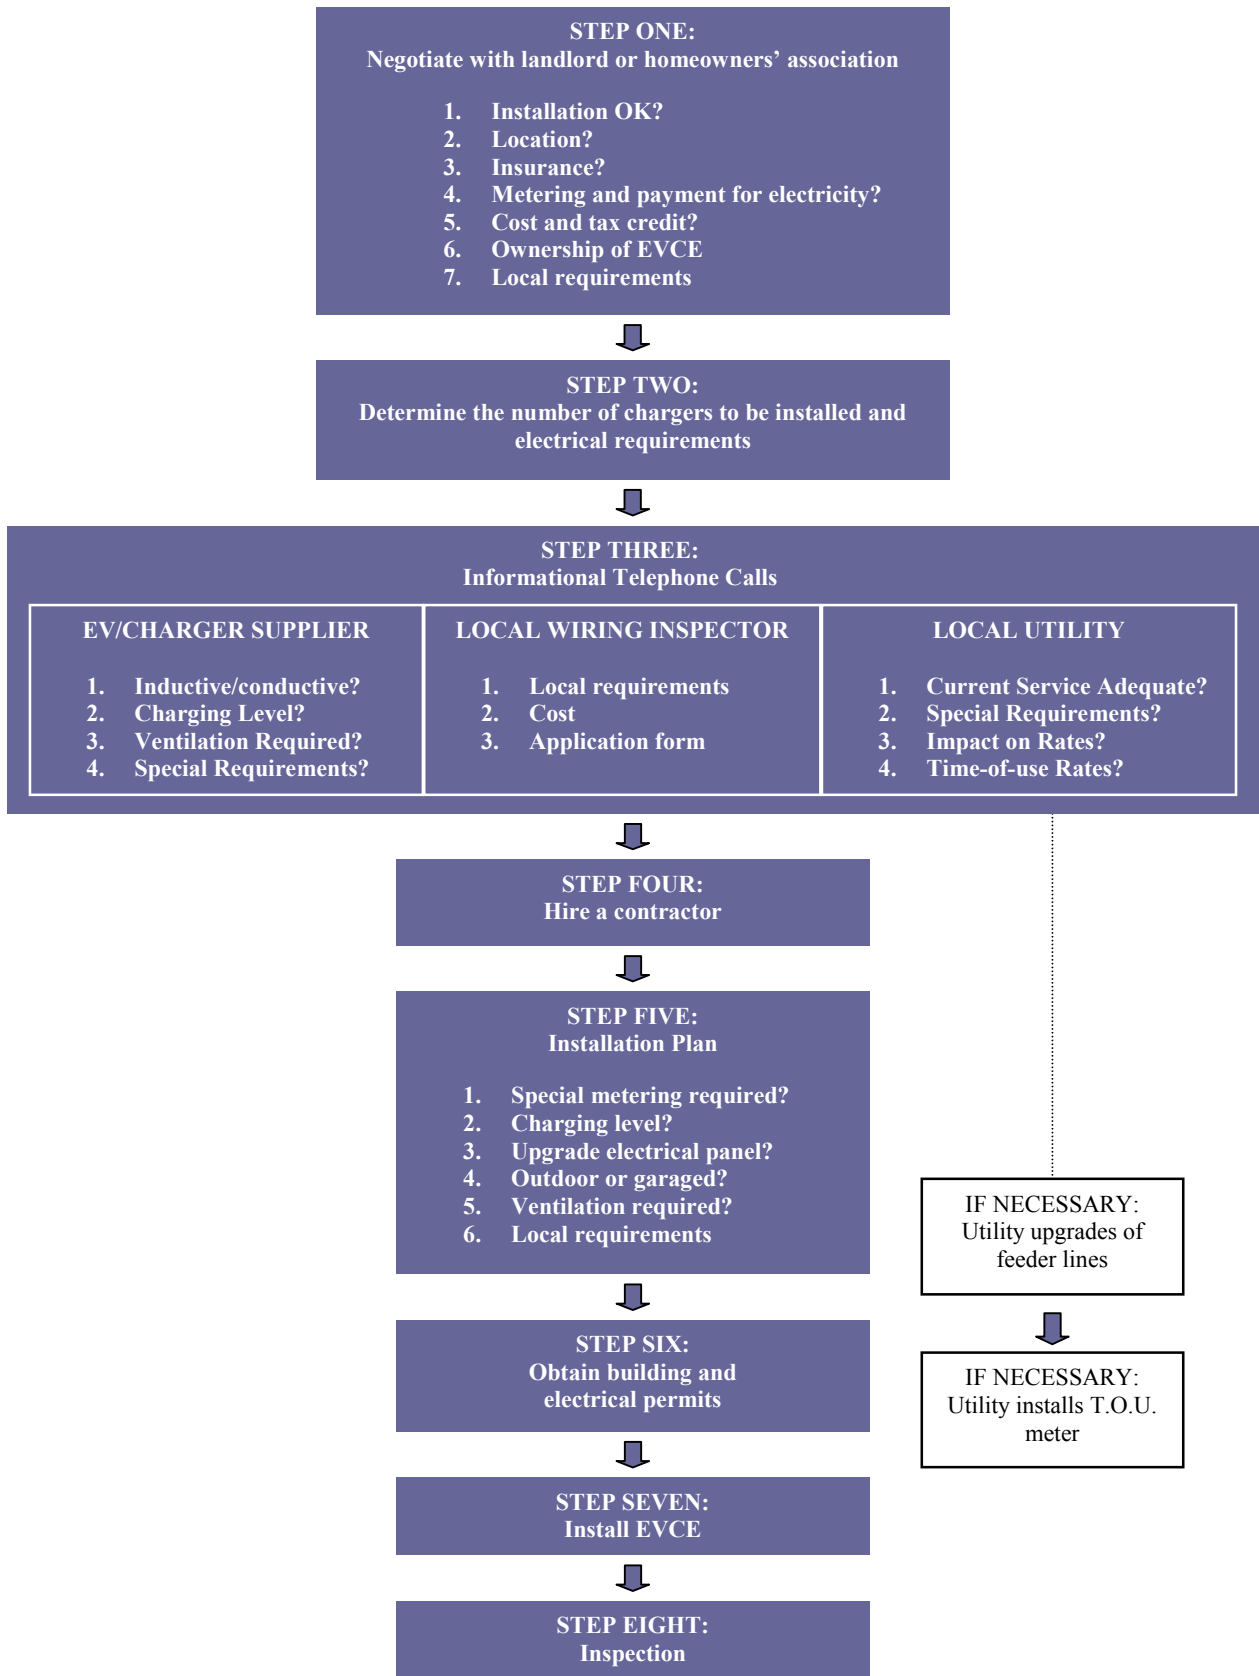 STEP ONE:
Negotiate with landlord or homeowners’ association
1. Installation OK?
2. Location?
3. Insurance?
4. Metering and payment for electricity?
5. Cost and tax credit?
6. Ownership of EVCE
7. Local requirements
STEP TWO:
Determine the number of chargers to be installed and
electrical requirements
STEP THREE:
Informational Telephone Calls
EV/CHARGER SUPPLIER
1. Inductive/conductive?
2. Charging Level?
3. Ventilation Required?
4. Special Requirements?
LOCAL WIRING INSPECTOR
1. Local requirements
2. Cost
3. Application form
LOCAL UTILITY
1. Current Service Adequate?
2. Special Requirements?
3. Impact on Rates?
4. Time-of-use Rates?
STEP FOUR:
Hire a contractor
STEP FIVE:
Installation Plan
1. Special metering required?
2. Charging level?
3. Upgrade electrical panel?
4. Outdoor or garaged?
5. Ventilation required?
6. Local requirements
IF NECESSARY:
Utility upgrades of
feeder lines
STEP SIX:
Obtain building and
electrical permits
IF NECESSARY:
Utility installs T.O.U.
meter
STEP SEVEN:
Install EVCE
STEP EIGHT:
Inspection